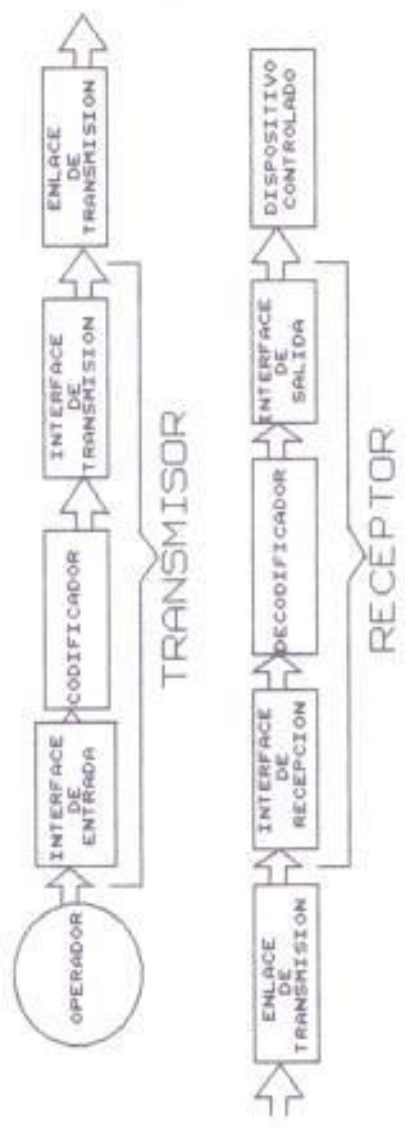 OPERADOR
INTERFACE
DE
ENTRADA
CODIFICADOR
INTERFACE
DE
TRANSMISION
ENLACE
DE
TRANSMISION
TRANSMISOR
ENLACE
DE
TRANSMISION
INTERFACE
DE
RECEPCION
DECODIFICADOR
INTERFACE
DE
SALIDA
DISPOSITIVO
CONTROLADO
RECEPTOR